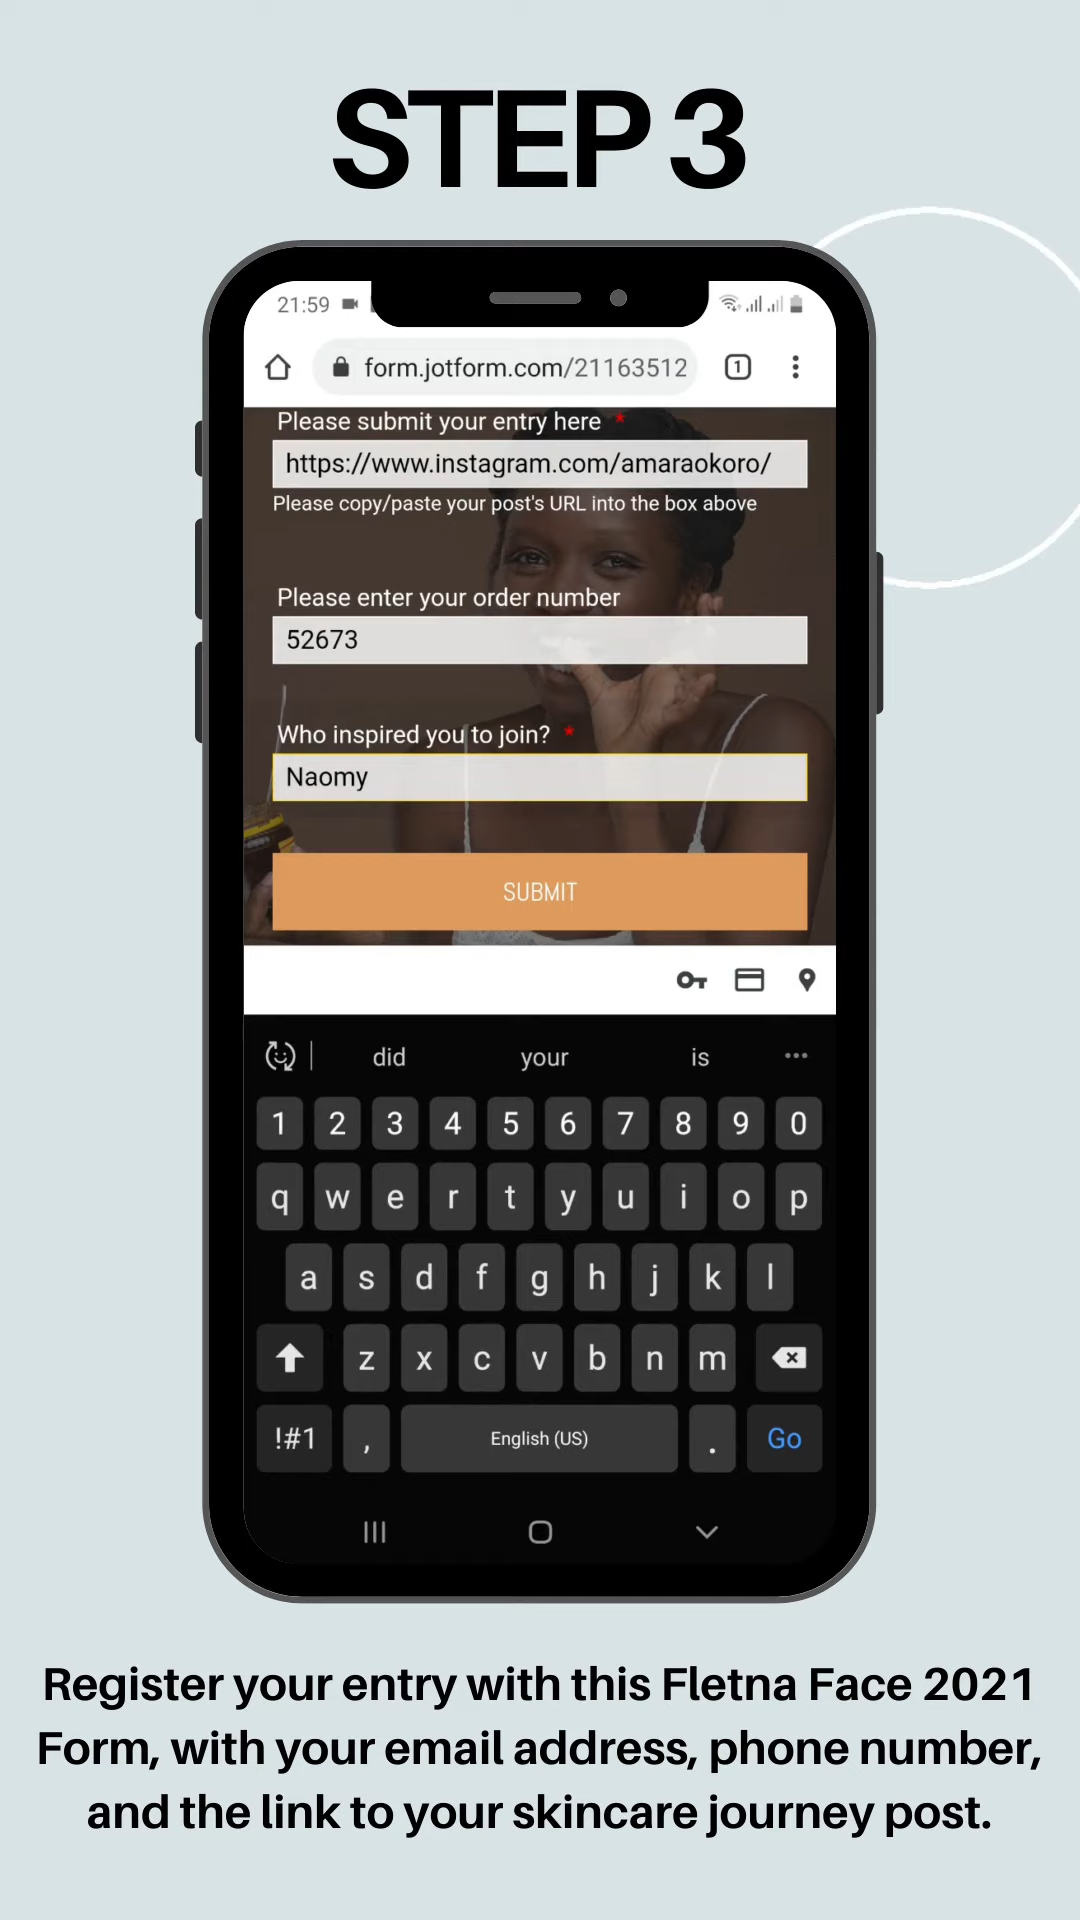 STEP 3
21:59
form.jotform.com/21163512
1
Please submit your entry here *
https://www.instagram.com/amaraokoro/
Please copy/paste your post's URL into the box above
Please enter your order number
52673
Who inspired you to join? *
Naomy
SUBMIT
did your is
1 2 3 4 5 6 7 8 9 0
q w e r t y u i o p
a s d f g h j k l
z x c v b n m
!#1 , English (US) . Go
Register your entry with this Fletna Face 2021
Form, with your email address, phone number,
and the link to your skincare journey post.